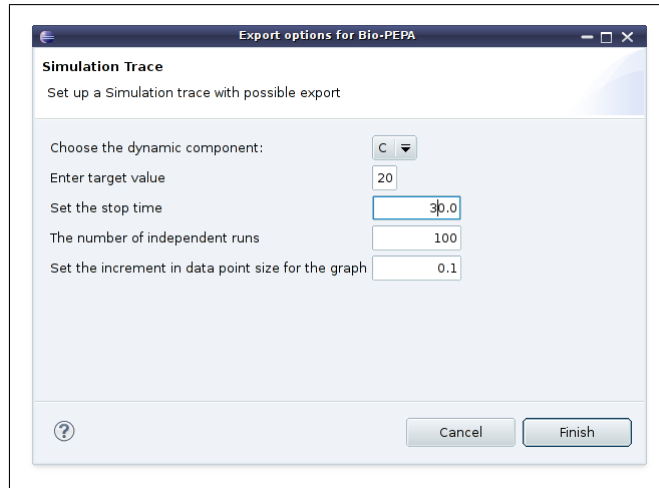 Export options for Bio-PEPA
Simulation Trace
Set up a Simulation trace with possible export
Choose the dynamic component: C
Enter target value 20
Set the stop time 30.0
The number of independent runs 100
Set the increment in data point size for the graph 0.1
? Cancel Finish